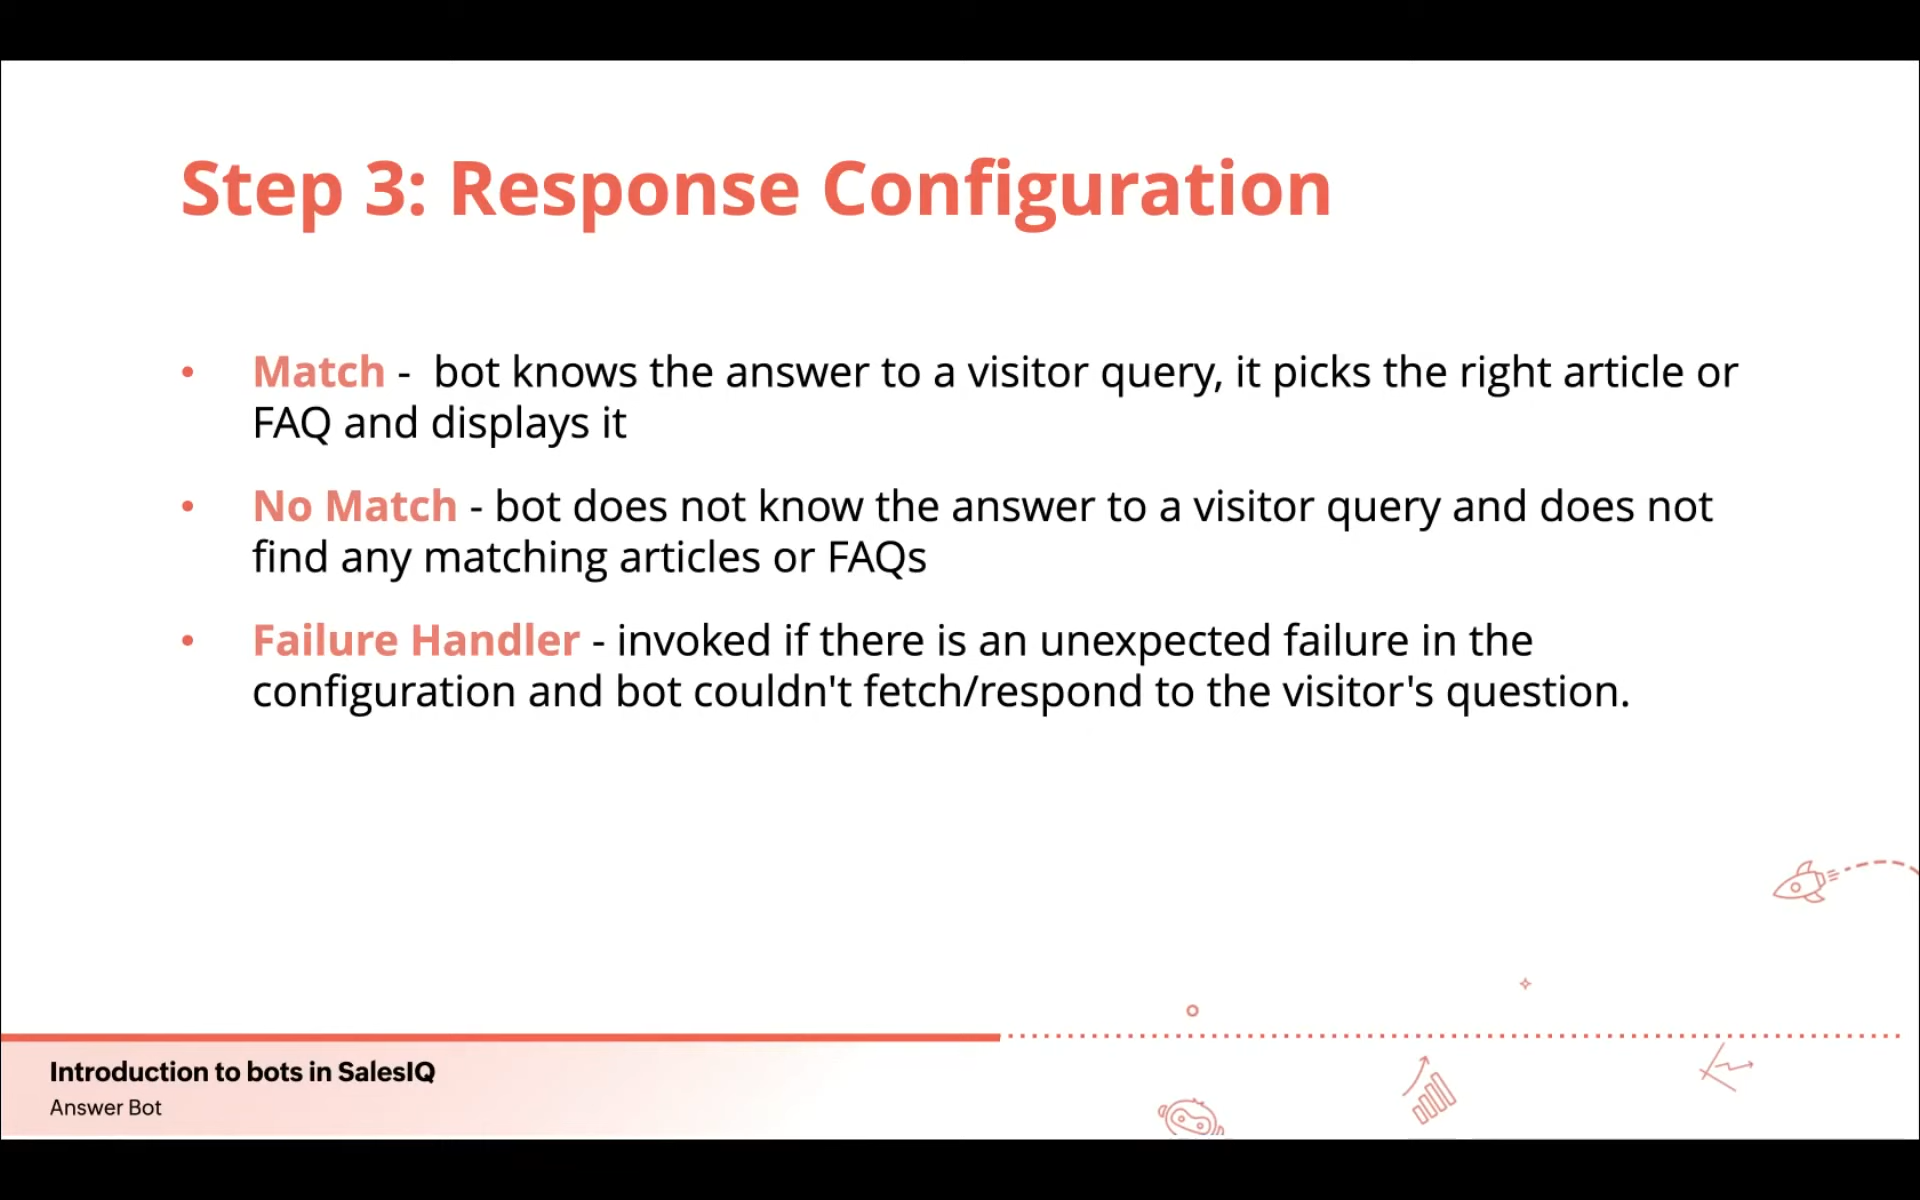 Step 3: Response Configuration
• Match -  bot knows the answer to a visitor query, it picks the right article or
FAQ and displays it
• No Match - bot does not know the answer to a visitor query and does not
find any matching articles or FAQs
• Failure Handler - invoked if there is an unexpected failure in the
configuration and bot couldn't fetch/respond to the visitor's question.
Introduction to bots in SalesIQ
Answer Bot